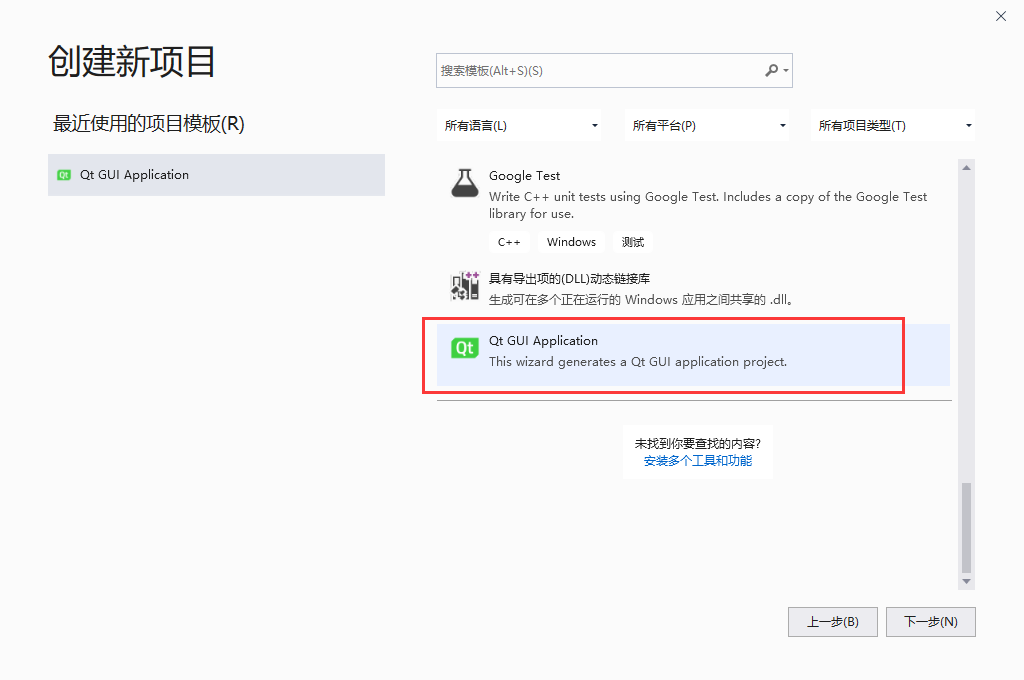 创建新项目
最近使用的项目模板(R)
Qt Qt GUI Application
搜索模板(Alt+S)(S)
所有语言(L) 所有平台(P) 所有项目类型(T)
Google Test
Write C++ unit tests using Google Test. Includes a copy of the Google Test
library for use.
C++ Windows 测试
具有导出项的(DLL)动态链接库
生成可在多个正在运行的 Windows 应用之间共享的 .dll。
Qt Qt GUI Application
This wizard generates a Qt GUI application project.
未找到你要查找的内容?
安装多个工具和功能
上一步(B) 下一步(N)